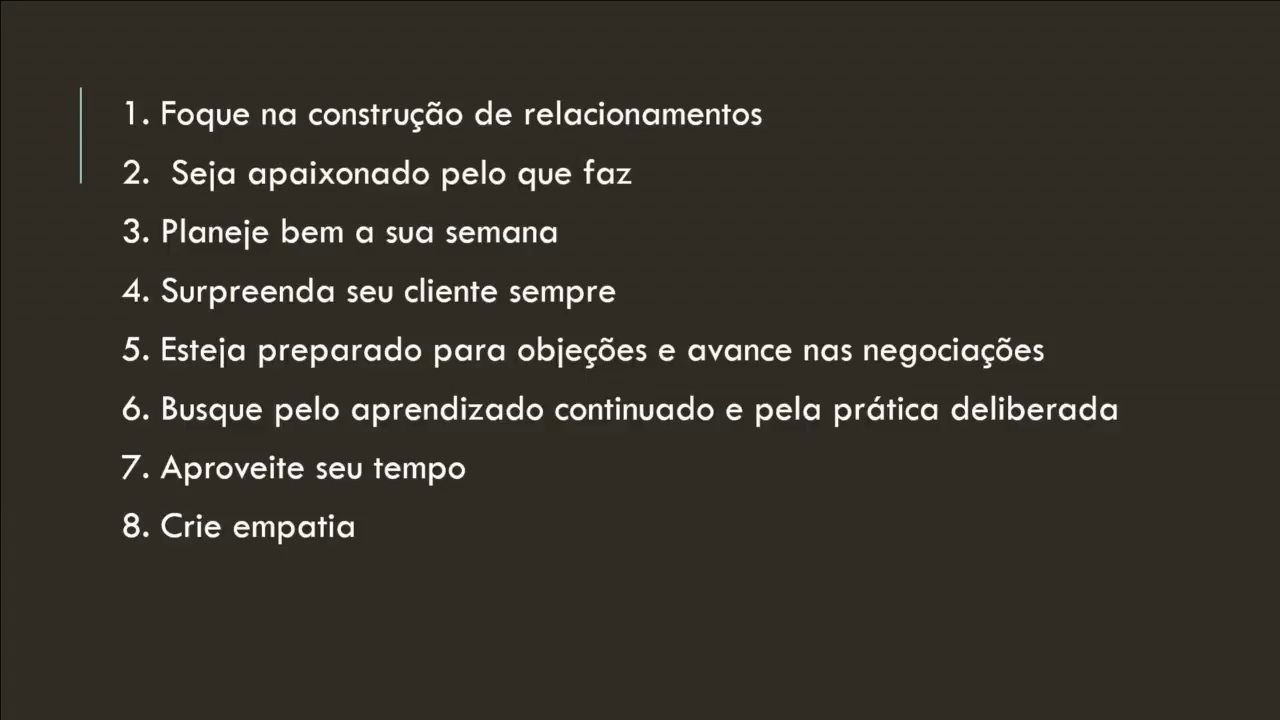 1. Foque na construção de relacionamentos
2.  Seja apaixonado pelo que faz
3. Planeje bem a sua semana
4. Surpreenda seu cliente sempre
5. Esteja preparado para objeções e avance nas negociações
6. Busque pelo aprendizado continuado e pela prática deliberada
7. Aproveite seu tempo
8. Crie empatia